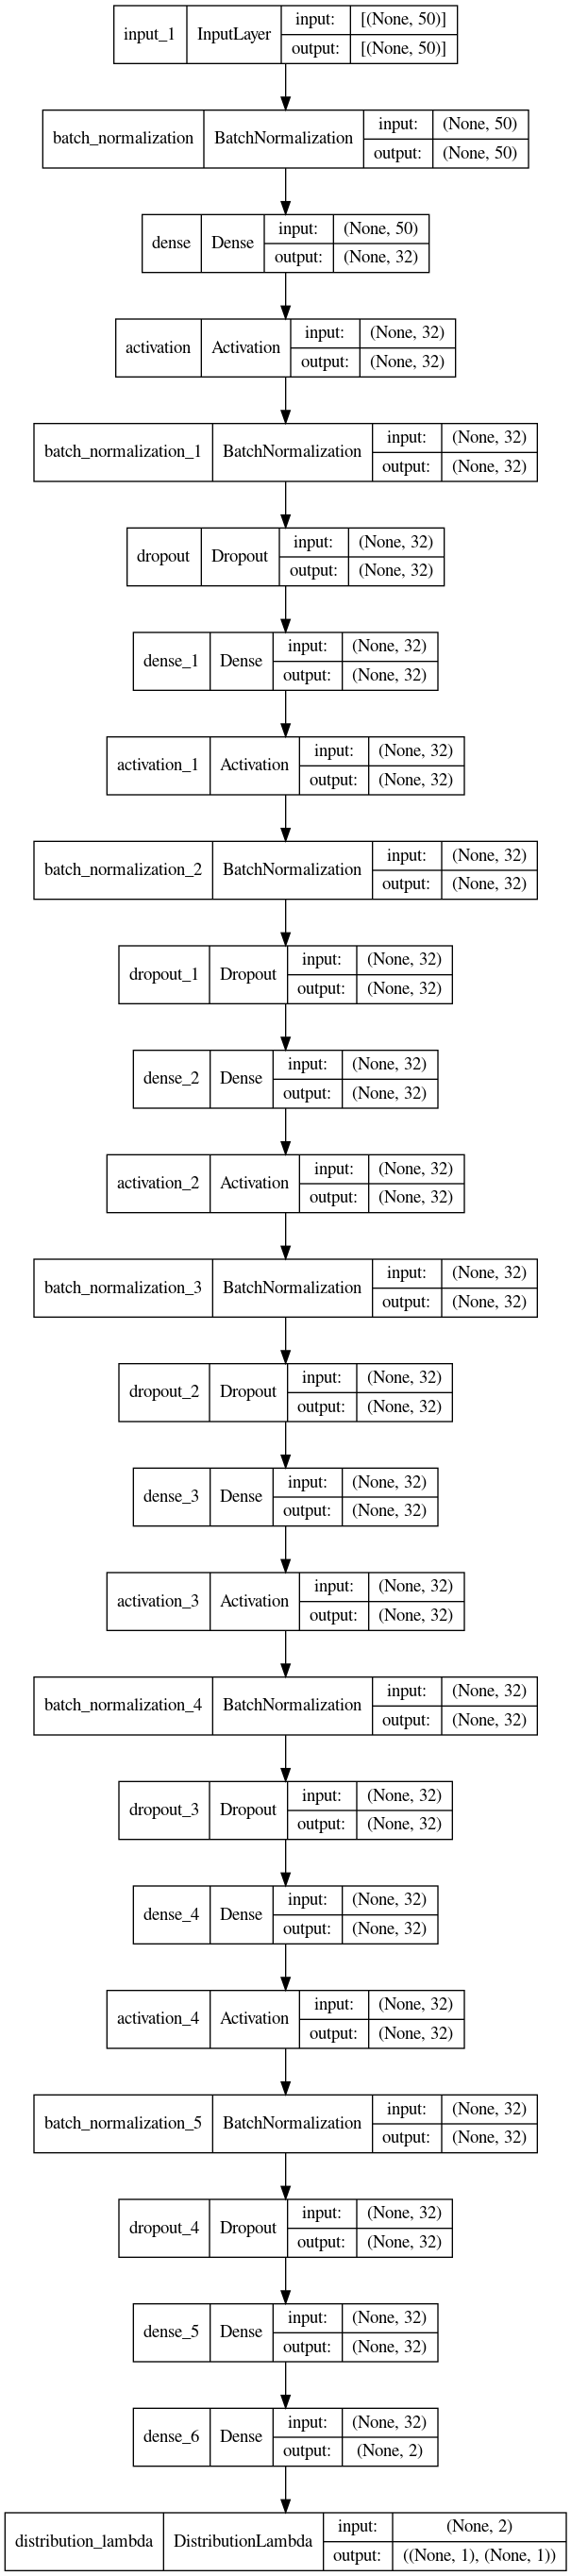 input_1 InputLayer input: [(None, 50)]
output: [(None, 50)]
batch_normalization BatchNormalization input: (None, 50)
output: (None, 50)
dense Dense input: (None, 50)
output: (None, 32)
activation Activation input: (None, 32)
output: (None, 32)
batch_normalization_1 BatchNormalization input: (None, 32)
output: (None, 32)
dropout Dropout input: (None, 32)
output: (None, 32)
dense_1 Dense input: (None, 32)
output: (None, 32)
activation_1 Activation input: (None, 32)
output: (None, 32)
batch_normalization_2 BatchNormalization input: (None, 32)
output: (None, 32)
dropout_1 Dropout input: (None, 32)
output: (None, 32)
dense_2 Dense input: (None, 32)
output: (None, 32)
activation_2 Activation input: (None, 32)
output: (None, 32)
batch_normalization_3 BatchNormalization input: (None, 32)
output: (None, 32)
dropout_2 Dropout input: (None, 32)
output: (None, 32)
dense_3 Dense input: (None, 32)
output: (None, 32)
activation_3 Activation input: (None, 32)
output: (None, 32)
batch_normalization_4 BatchNormalization input: (None, 32)
output: (None, 32)
dropout_3 Dropout input: (None, 32)
output: (None, 32)
dense_4 Dense input: (None, 32)
output: (None, 32)
activation_4 Activation input: (None, 32)
output: (None, 32)
batch_normalization_5 BatchNormalization input: (None, 32)
output: (None, 32)
dropout_4 Dropout input: (None, 32)
output: (None, 32)
dense_5 Dense input: (None, 32)
output: (None, 32)
dense_6 Dense input: (None, 32)
output: (None, 2)
distribution_lambda DistributionLambda input: (None, 2)
output: ((None, 1), (None, 1))